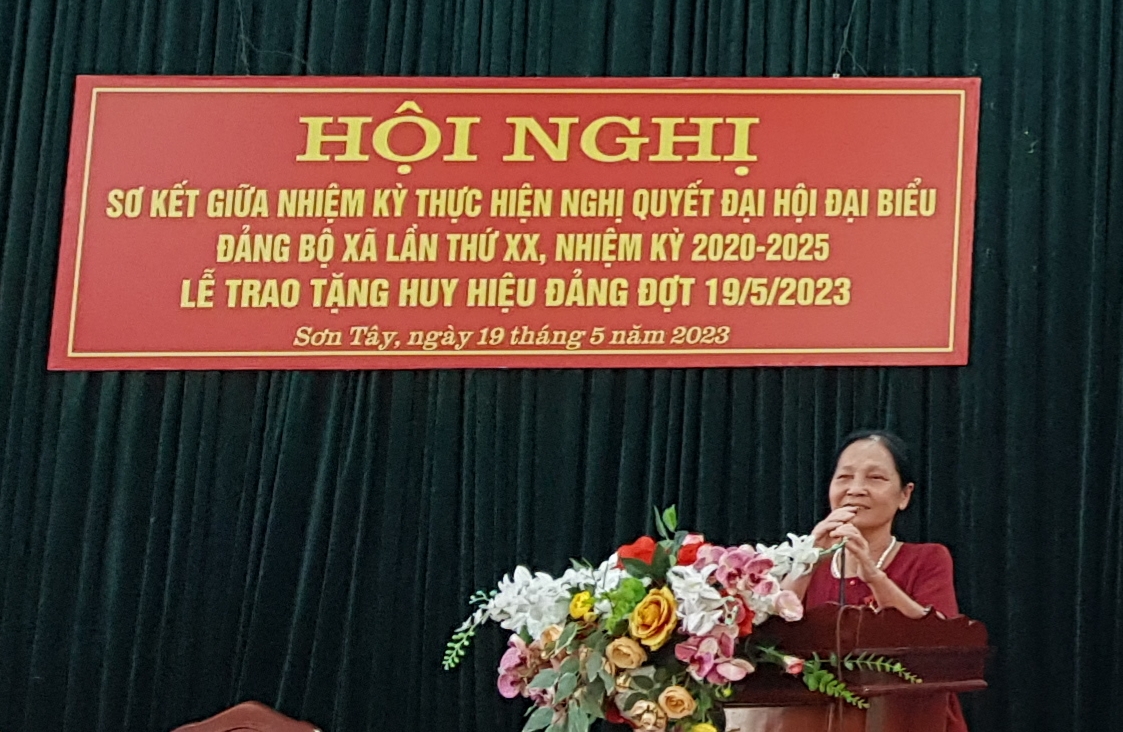 HỘI NGHỊ
SƠ KẾT GIỮA NHIỆM KỲ THỰC HIỆN NGHỊ QUYẾT ĐẠI HỘI ĐẠI BIỂU
ĐẢNG BỘ XÃ LẦN THỨ XX, NHIỆM KỲ 2020-2025
LỄ TRAO TẶNG HUY HIỆU ĐẢNG ĐỢT 19/5/2023
Sơn Tây, ngày 19 tháng 5 năm 2023